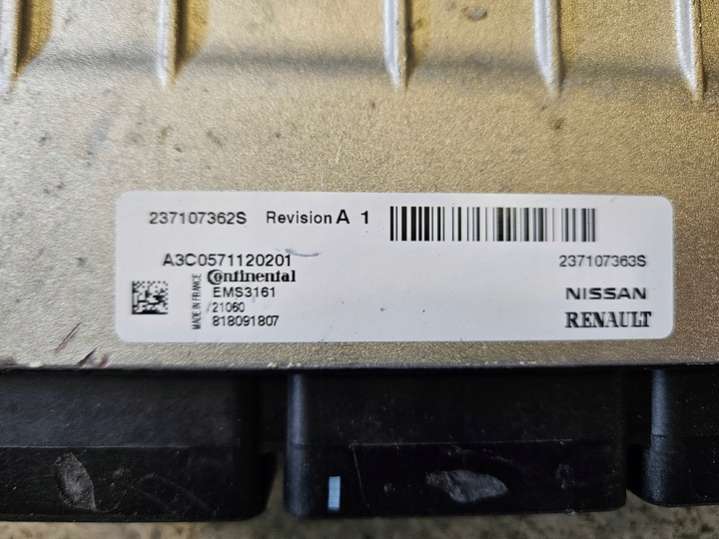 237107362S Revision A 1
A3C0571120201
237107363S
Continental
MADE IN FRANCE
EMS3161
/21060
818091807
NISSAN
RENAULT